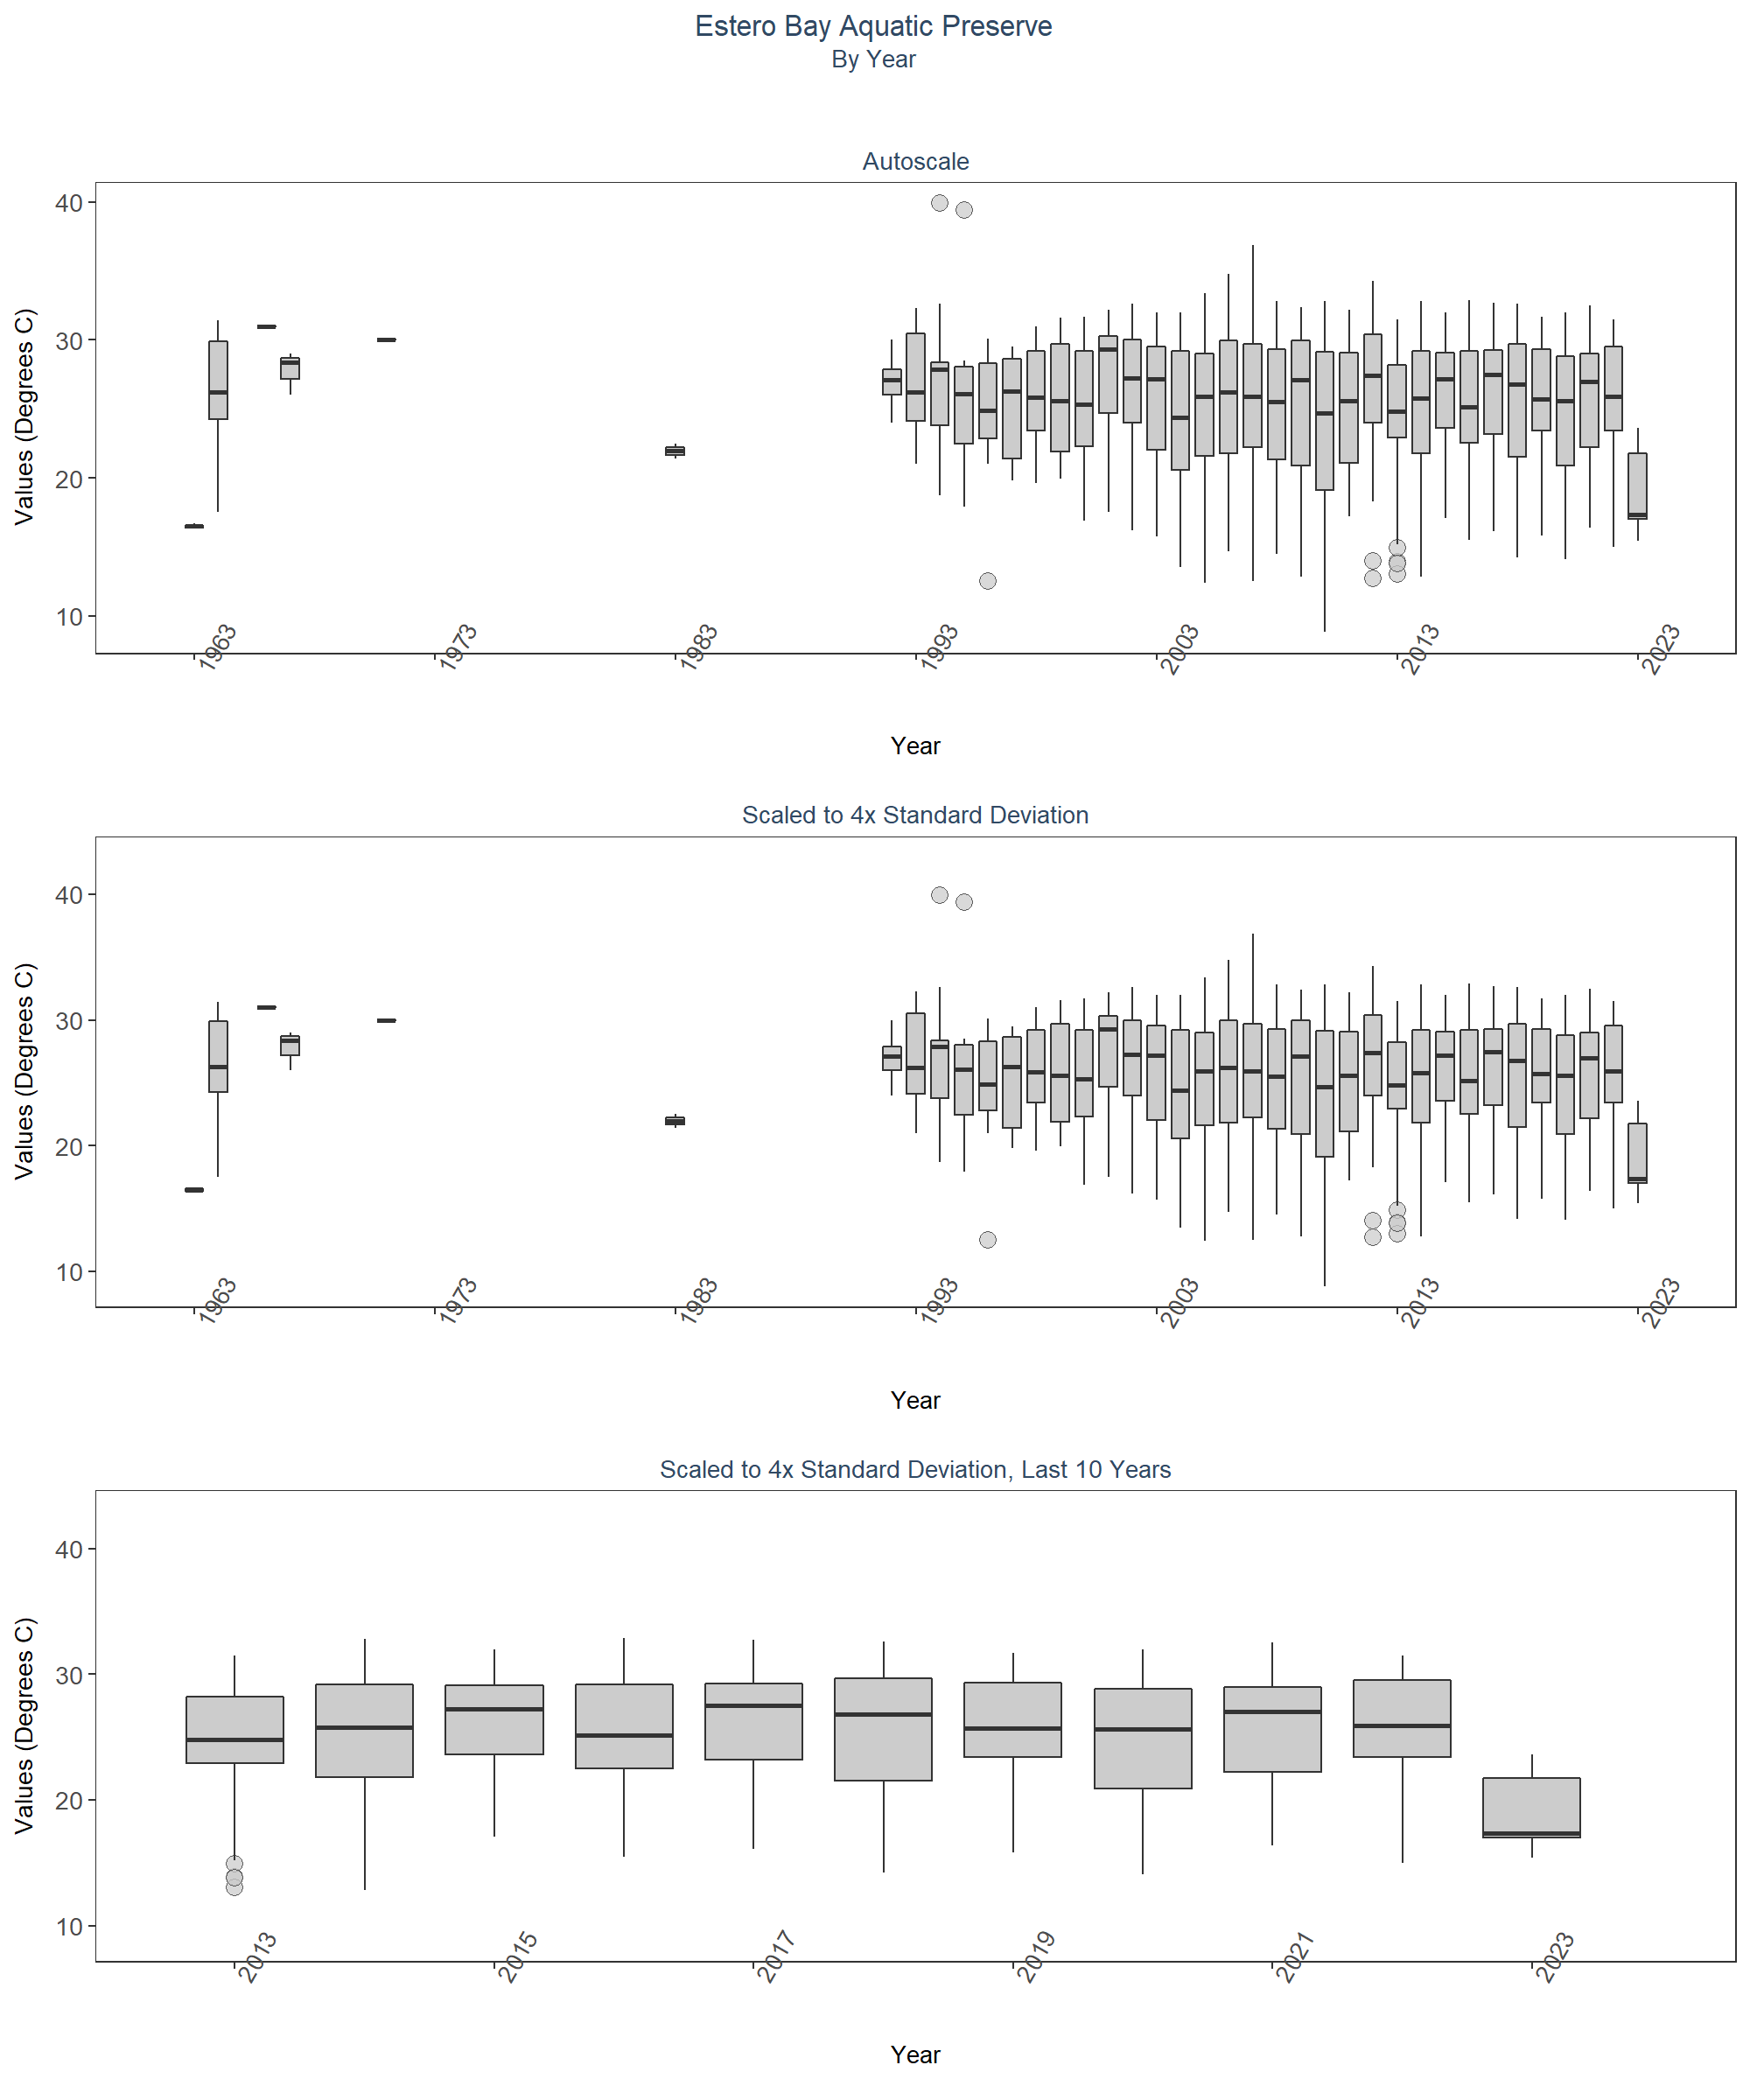 Estero Bay Aquatic Preserve
By Year
Autoscale
Values (Degrees C)
40
30
20
10
1963
1973
1983
1993
2003
2013
2023
Year
Scaled to 4x Standard Deviation
Values (Degrees C)
40
30
20
10
1963
1973
1983
1993
2003
2013
2023
Year
Scaled to 4x Standard Deviation, Last 10 Years
Values (Degrees C)
40
30
20
10
2013
2015
2017
2019
2021
2023
Year